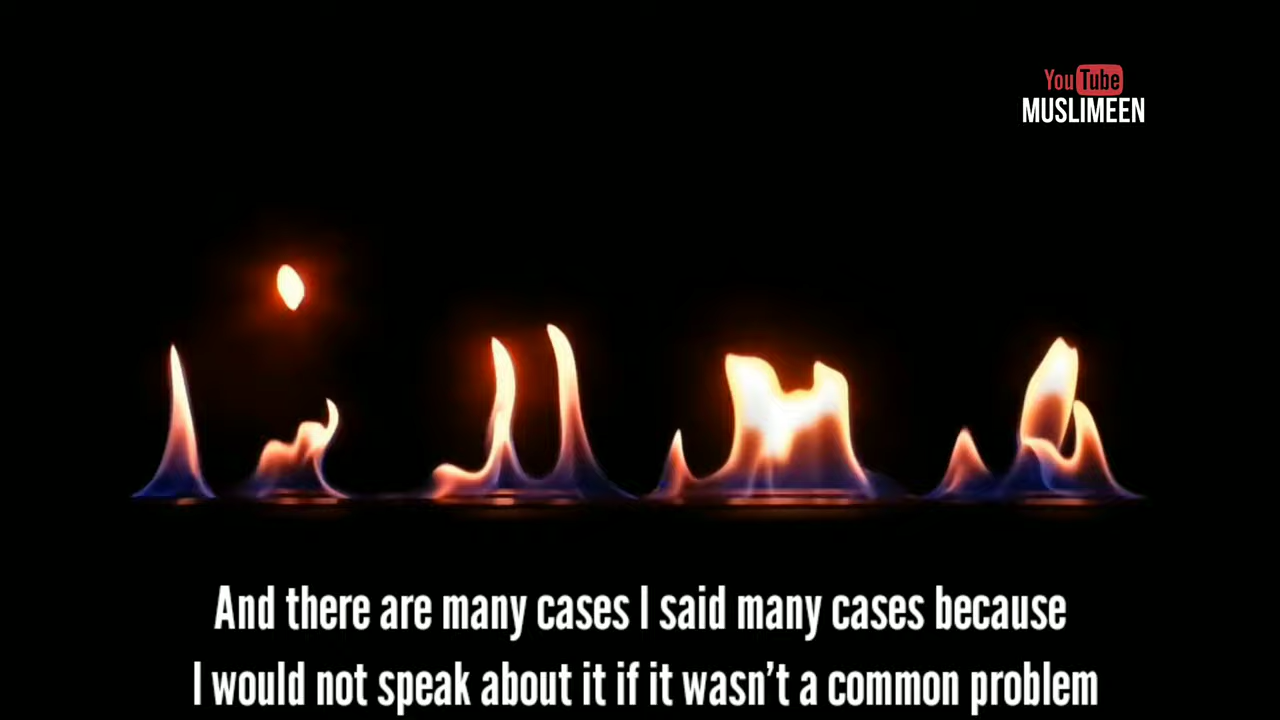 YouTube
MUSLIMEEN
And there are many cases I said many cases because
I would not speak about it if it wasn't a common problem